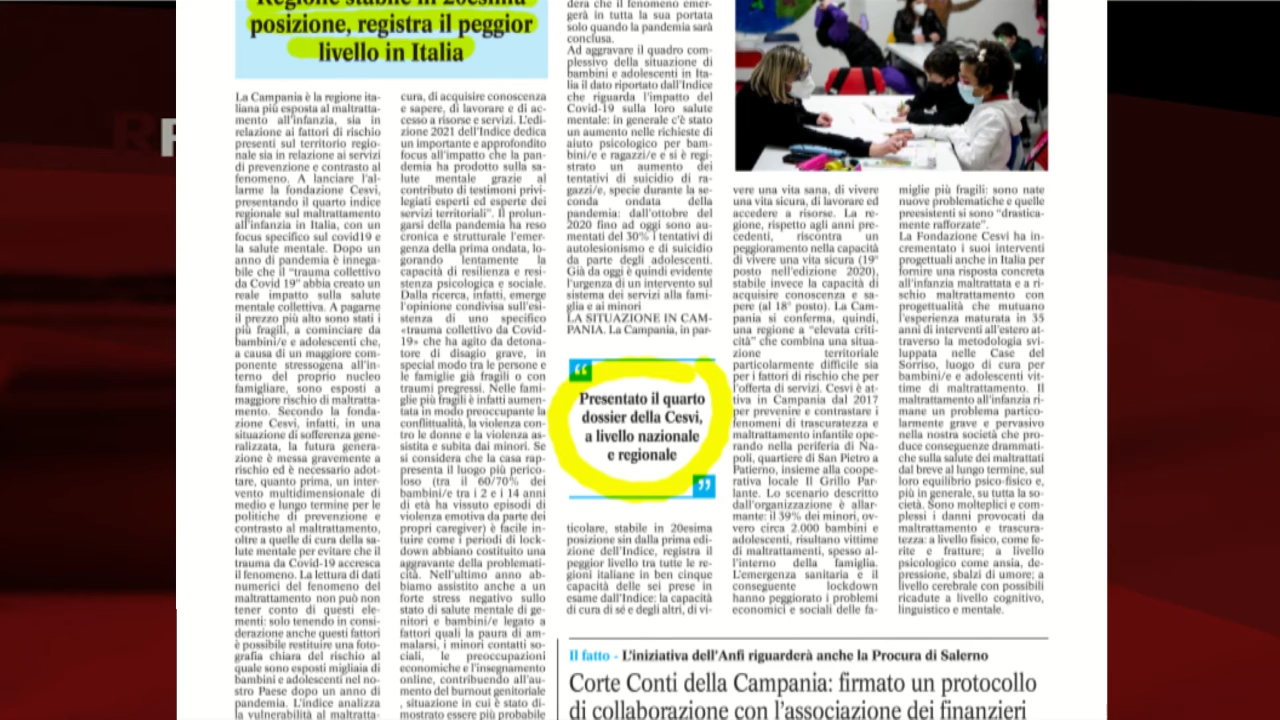 Regione stabile in 20esima
posizione, registra il peggior
livello in Italia
La Campania è la regione ita-
liana più esposta al maltratta-
mento all'infanzia, sia in
relazione ai fattori di rischio
presenti sul territorio regio-
nale sia in relazione ai servizi
di prevenzione e contrasto al
fenomeno. A lanciare l'al-
larme la fondazione Cesvi,
presentando il quarto indice
regionale sul maltrattamento
all'infanzia in Italia, con un
focus specifico sul covid19 e
la salute mentale. Dopo un
anno di pandemia è innega-
bile che il "trauma collettivo
da Covid 19" abbia creato un
reale impatto sulla salute
mentale collettiva. A pagarne
il prezzo più alto sono stati i
più fragili, a cominciare da
bambini/e e adolescenti che,
a causa di un maggiore com-
ponente stressogena all'in-
terno del proprio nucleo
famigliare, sono esposti a
maggiore rischio di maltratta-
mento. Secondo la fonda-
zione Cesvi, infatti, in una
situazione di sofferenza gene-
ralizzata, la futura genera-
zione è messa gravemente a
rischio ed è necessario adot-
tare, quanto prima, un inter-
vento multidimensionale di
medio e lungo termine per le
politiche di prevenzione e
contrasto al maltrattamento,
oltre a quelle di cura della sa-
lute mentale per evitare che il
trauma da Covid-19 accresca
il fenomeno. La lettura di dati
numerici del fenomeno del
maltrattamento non può non
tener conto di questi ele-
menti: solo tenendo in consi-
derazione anche questi fattori
è possibile restituire una foto-
grafia chiara del rischio al
quale sono esposti migliaia di
bambini e adolescenti nel no-
stro Paese dopo un anno di
pandemia. L'indice analizza
la vulnerabilità al maltratta-
cura, di acquisire conoscenza
e sapere, di lavorare e di ac-
cesso a risorse e servizi. L'edi-
zione 2021 dell'Indice dedica
un importante e approfondito
focus all'impatto che la pan-
demia ha prodotto sulla sa-
lute mentale grazie al
contributo di testimoni privi-
legiati esperti ed esperte dei
servizi territoriali". Il prolun-
garsi della pandemia ha reso
cronica e strutturale l'emer-
genza della prima ondata, lo-
gorando lentamente la
capacità di resilienza e resi-
stenza psicologica e sociale.
Dalla ricerca, infatti, emerge
l'opinione condivisa sull'esi-
stenza di uno specifico
«trauma collettivo da Covid-
19» che ha agito da detona-
tore di disagio grave, in
special modo tra le persone e
le famiglie già fragili o con
traumi pregressi. Nelle fami-
glie più fragili è infatti aumen-
tata in modo preoccupante la
conflittualità, la violenza con-
tro le donne e la violenza as-
sistita e subita dai minori. Se
si considera che la casa rap-
presenta il luogo più perico-
loso (tra il 60/70% dei
bambini/e tra i 2 e i 14 anni
di età ha vissuto episodi di
violenza emotiva da parte dei
propri caregiver) è facile in-
tuire come i periodi di lock-
down abbiano costituito una
aggravante della problemati-
cità. Nell'ultimo anno ab-
biamo assistito anche a un
forte stress negativo sullo
stato di salute mentale di ge-
nitori e bambini/e legato a
fattori quali la paura di am-
malarsi, i minori contatti so-
ciali, le preoccupazioni
economiche e l'insegnamento
online, contribuendo all'au-
mento del burnout genitoriale
, situazione in cui è stato di-
mostrato essere più probabile
derà che il fenomeno emer-
gerà in tutta la sua portata
solo quando la pandemia sarà
conclusa.
Ad aggravare il quadro com-
plessivo della situazione di
bambini e adolescenti in Ita-
lia il dato riportato dall'Indice
che riguarda l'impatto del
Covid-19 sulla loro salute
mentale: in generale c'è stato
un aumento nelle richieste di
aiuto psicologico per bam-
bini/e e ragazzi/e e si è regi-
strato un aumento dei
tentativi di suicidio di ra-
gazzi/e, specie durante la se-
conda ondata della
pandemia: dall'ottobre del
2020 fino ad oggi sono au-
mentati del 30% i tentativi di
autolesionismo e di suicidio
da parte degli adolescenti.
Già da oggi è quindi evidente
l'urgenza di un intervento sul
sistema dei servizi alla fami-
glia e ai minori
LA SITUAZIONE IN CAM-
PANIA. La Campania, in par-
“
Presentato il quarto
dossier della Cesvi,
a livello nazionale
e regionale
”
ticolare, stabile in 20esima
posizione sin dalla prima edi-
zione dell'Indice, registra il
peggior livello tra tutte le re-
gioni italiane in ben cinque
capacità delle sei prese in
esame dall'Indice: la capacità
di cura di sé e degli altri, di vi-
vere una vita sana, di vivere
una vita sicura, di lavorare ed
accedere a risorse. La re-
gione, rispetto agli anni pre-
cedenti, riscontra un
peggioramento nella capacità
di vivere una vita sicura (19°
posto nell'edizione 2020),
stabile invece la capacità di
acquisire conoscenza e sa-
pere (al 18° posto). La Cam-
pania si conferma, quindi,
una regione a "elevata criti-
cità" che combina una situa-
zione territoriale
particolarmente difficile sia
per i fattori di rischio che per
l'offerta di servizi. Cesvi è at-
tiva in Campania dal 2017
per prevenire e contrastare i
fenomeni di trascuratezza e
maltrattamento infantile ope-
rando nella periferia di Na-
poli, quartiere di San Pietro a
Patierno, insieme alla coope-
rativa locale Il Grillo Par-
lante. Lo scenario descritto
dall'organizzazione è allar-
mante: il 39% dei minori, ov-
vero circa 2.000 bambini e
adolescenti, risultano vittime
di maltrattamenti, spesso al-
l'interno della famiglia.
L'emergenza sanitaria e il
conseguente lockdown
hanno peggiorato i problemi
economici e sociali delle fa-
miglie più fragili: sono nate
nuove problematiche e quelle
preesistenti si sono "drastica-
mente rafforzate".
La Fondazione Cesvi ha in-
crementato i suoi interventi
progettuali anche in Italia per
fornire una risposta concreta
all'infanzia maltrattata e a ri-
schio maltrattamento con
progettualità che mutuano
l'esperienza maturata in 35
anni di interventi all'estero at-
traverso la metodologia svi-
luppata nelle Case del
Sorriso, luogo di cura per
bambini/e e adolescenti vit-
time di maltrattamento. Il
maltrattamento all'infanzia ri-
mane un problema partico-
larmente grave e pervasivo
nella nostra società che pro-
duce conseguenze drammati-
che sulla salute dei maltrattati
dal breve al lungo termine, sul
loro equilibrio psico-fisico e,
più in generale, su tutta la so-
cietà. Sono molteplici e com-
plessi i danni provocati da
maltrattamento e trascura-
tezza: a livello fisico, come fe-
rite e fratture; a livello
psicologico come ansia, de-
pressione, sbalzi di umore; a
livello cerebrale con possibili
ricadute a livello cognitivo,
linguistico e mentale.
Il fatto - L'iniziativa dell'Anfi riguarderà anche la Procura di Salerno
Corte Conti della Campania: firmato un protocollo
di collaborazione con l'associazione dei finanzieri